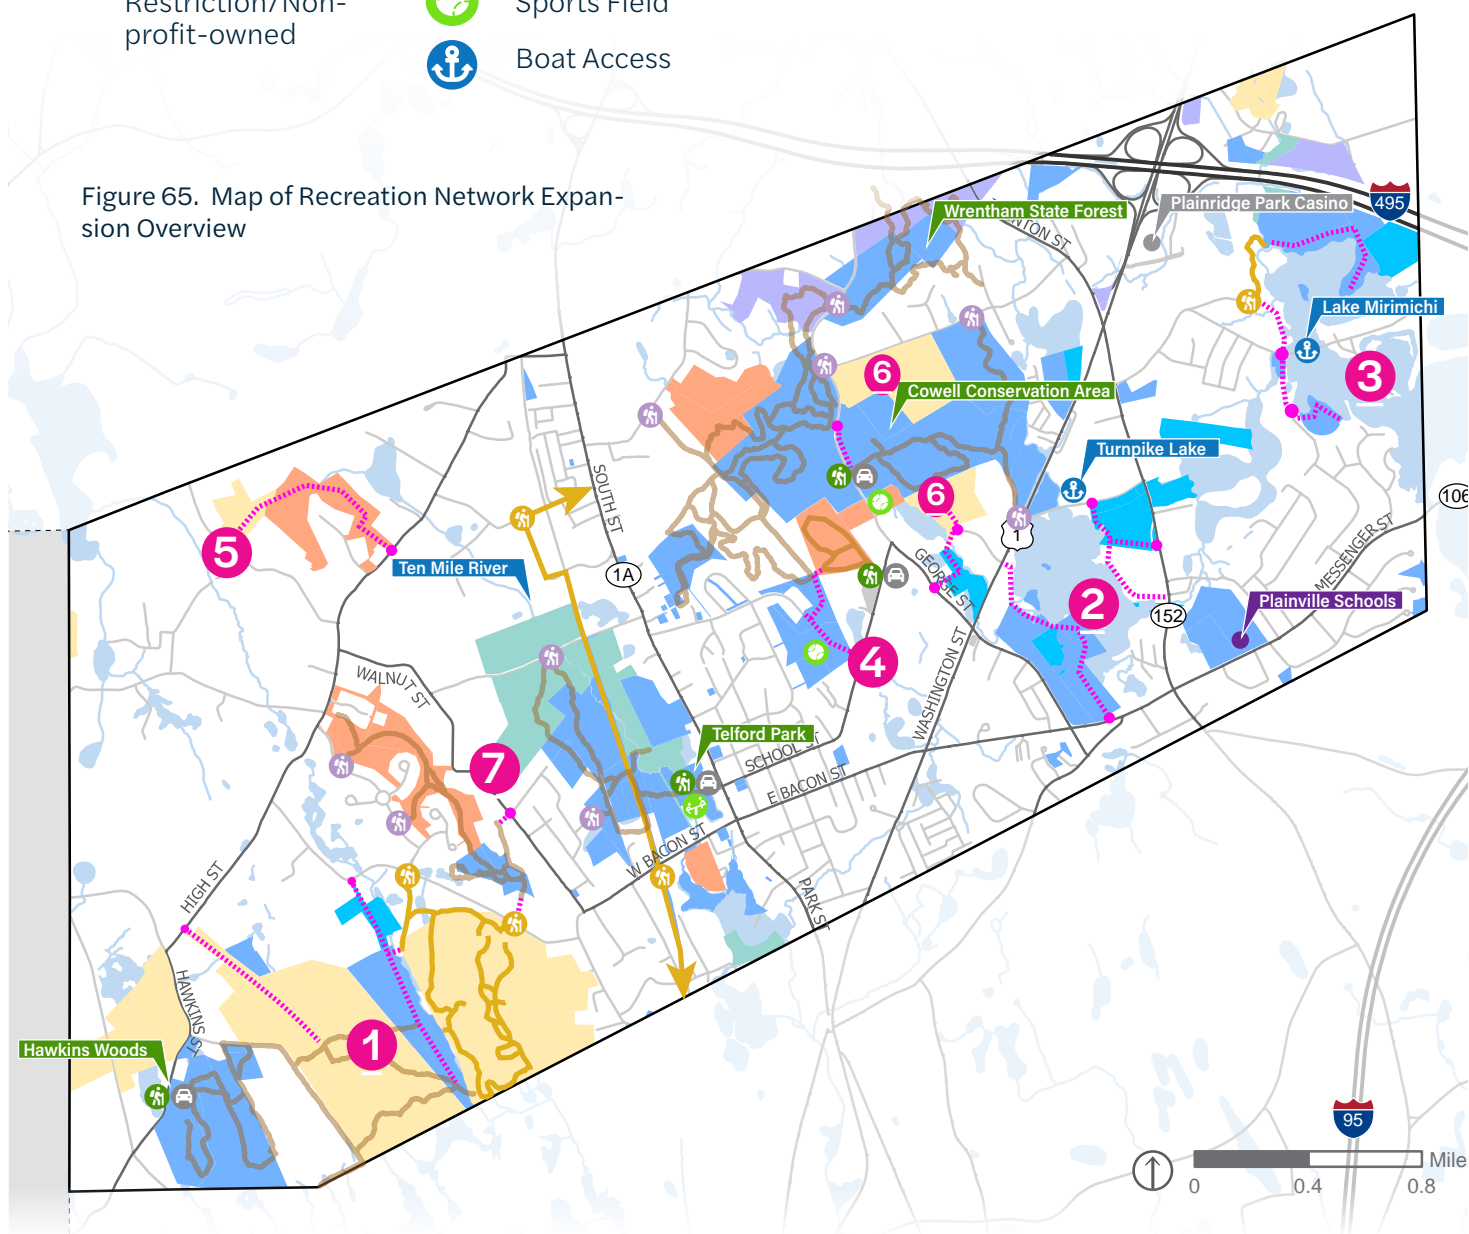 Restriction/Non-
profit-owned
Sports Field
Boat Access
Figure 65. Map of Recreation Network Expan-
sion Overview
Wrentham State Forest
Plainridge Park Casino
495
Lake Mirimichi
3
6
Cowell Conservation Area
Turnpike Lake
6
106
SOUTH ST
5
Ten Mile River
1A
1
GEORGE ST
MESSENGER ST
2
152
Plainville Schools
4
WALNUT ST
WASHINGTON ST
Telford Park
SCHOOL ST
7
E BACON ST
W BACON ST
PARK ST
HIGH ST
HAWKINS ST
1
Hawkins Woods
95
0
0.4
0.8